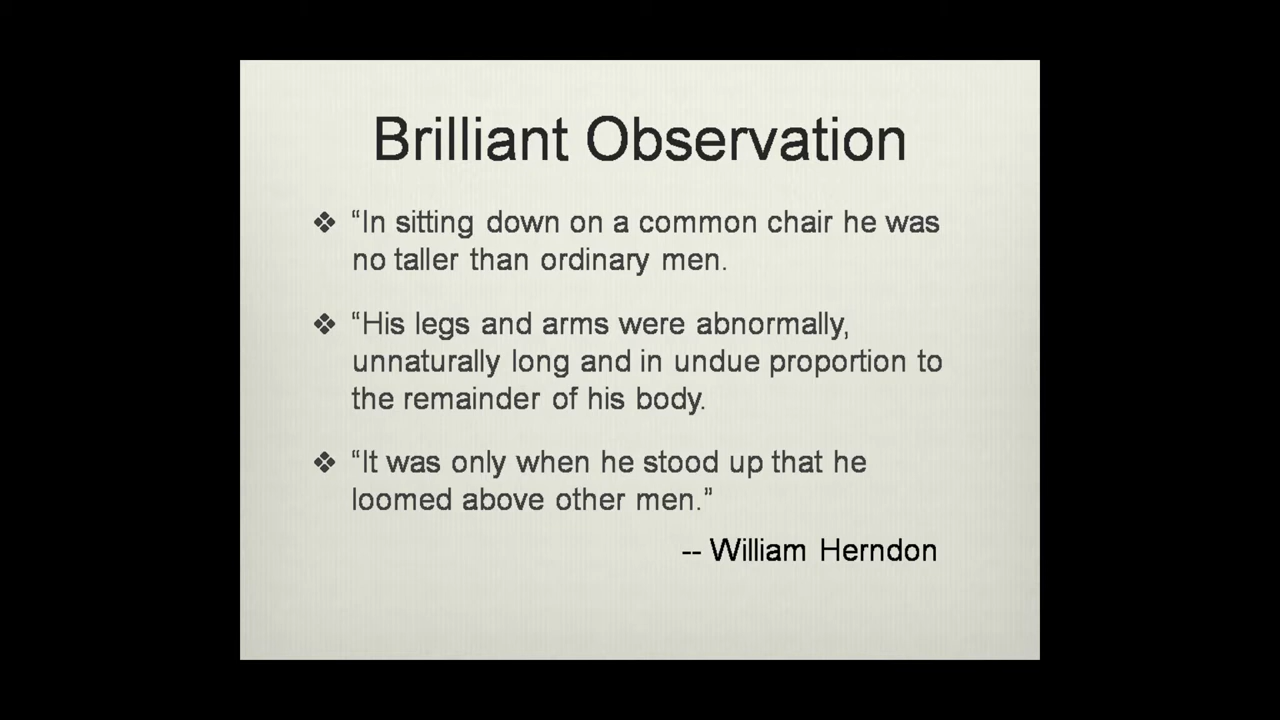 Brilliant Observation
❖ “In sitting down on a common chair he was
no taller than ordinary men.
❖ “His legs and arms were abnormally,
unnaturally long and in undue proportion to
the remainder of his body.
❖ “It was only when he stood up that he
loomed above other men.”
-- William Herndon